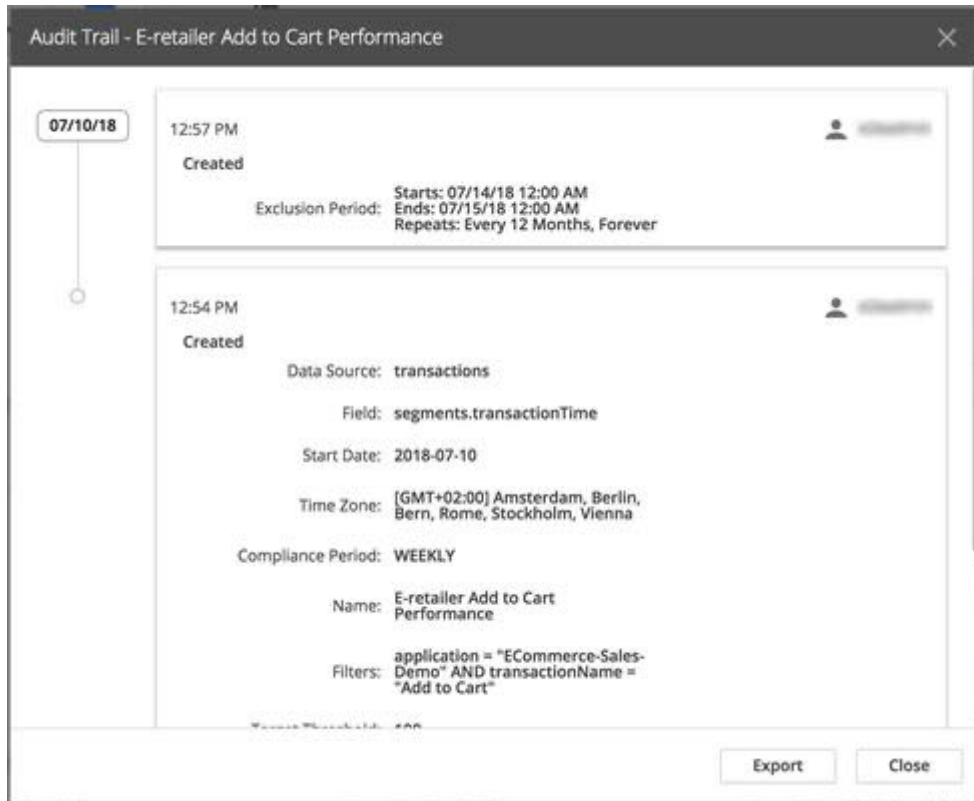 Audit Trail - E-retailer Add to Cart Performance
07/10/18
12:57 PM
Created
Exclusion Period: Starts: 07/14/18 12:00 AM
Ends: 07/15/18 12:00 AM
Repeats: Every 12 Months, Forever
12:54 PM
Created
Data Source: transactions
Field: segments.transactionTime
Start Date: 2018-07-10
Time Zone: [GMT+02:00] Amsterdam, Berlin,
Bern, Rome, Stockholm, Vienna
Compliance Period: WEEKLY
Name: E-retailer Add to Cart
Performance
Filters: application = "ECommerce-Sales-
Demo" AND transactionName =
"Add to Cart"
Export Close